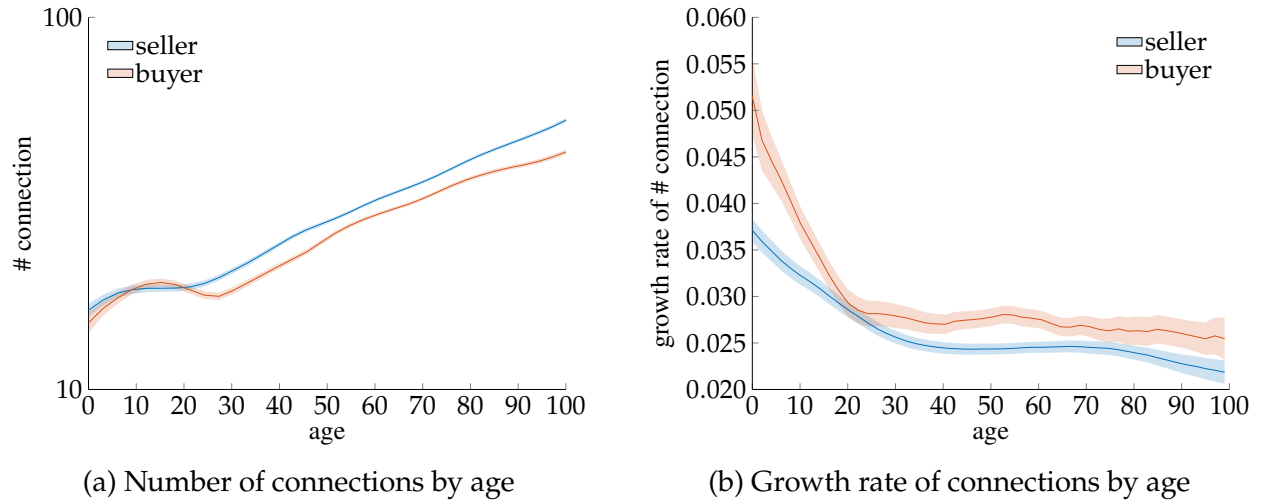 100
seller
buyer
# connection
10
0 10 20 30 40 50 60 70 80 90 100
age
(a) Number of connections by age
0.060
seller
0.055
buyer
0.050
0.045
0.040
0.035
0.030
0.025
0.020
growth rate of # connection
0 10 20 30 40 50 60 70 80 90 100
age
(b) Growth rate of connections by age